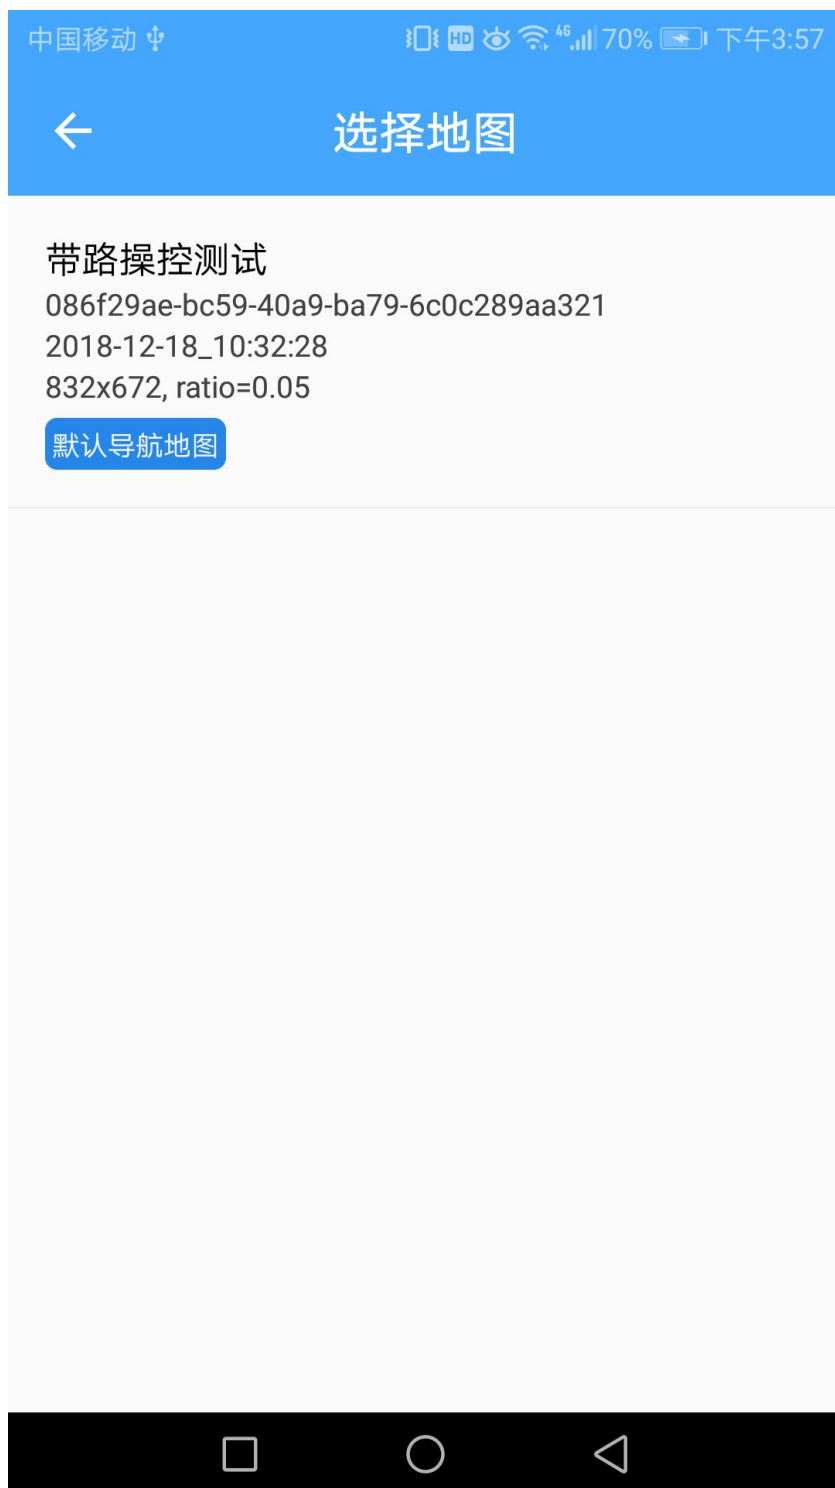 中国移动 HD 4G 70% 下午3:57
选择地图
带路操控测试
086f29ae-bc59-40a9-ba79-6c0c289aa321
2018-12-18_10:32:28
832x672, ratio=0.05
默认导航地图